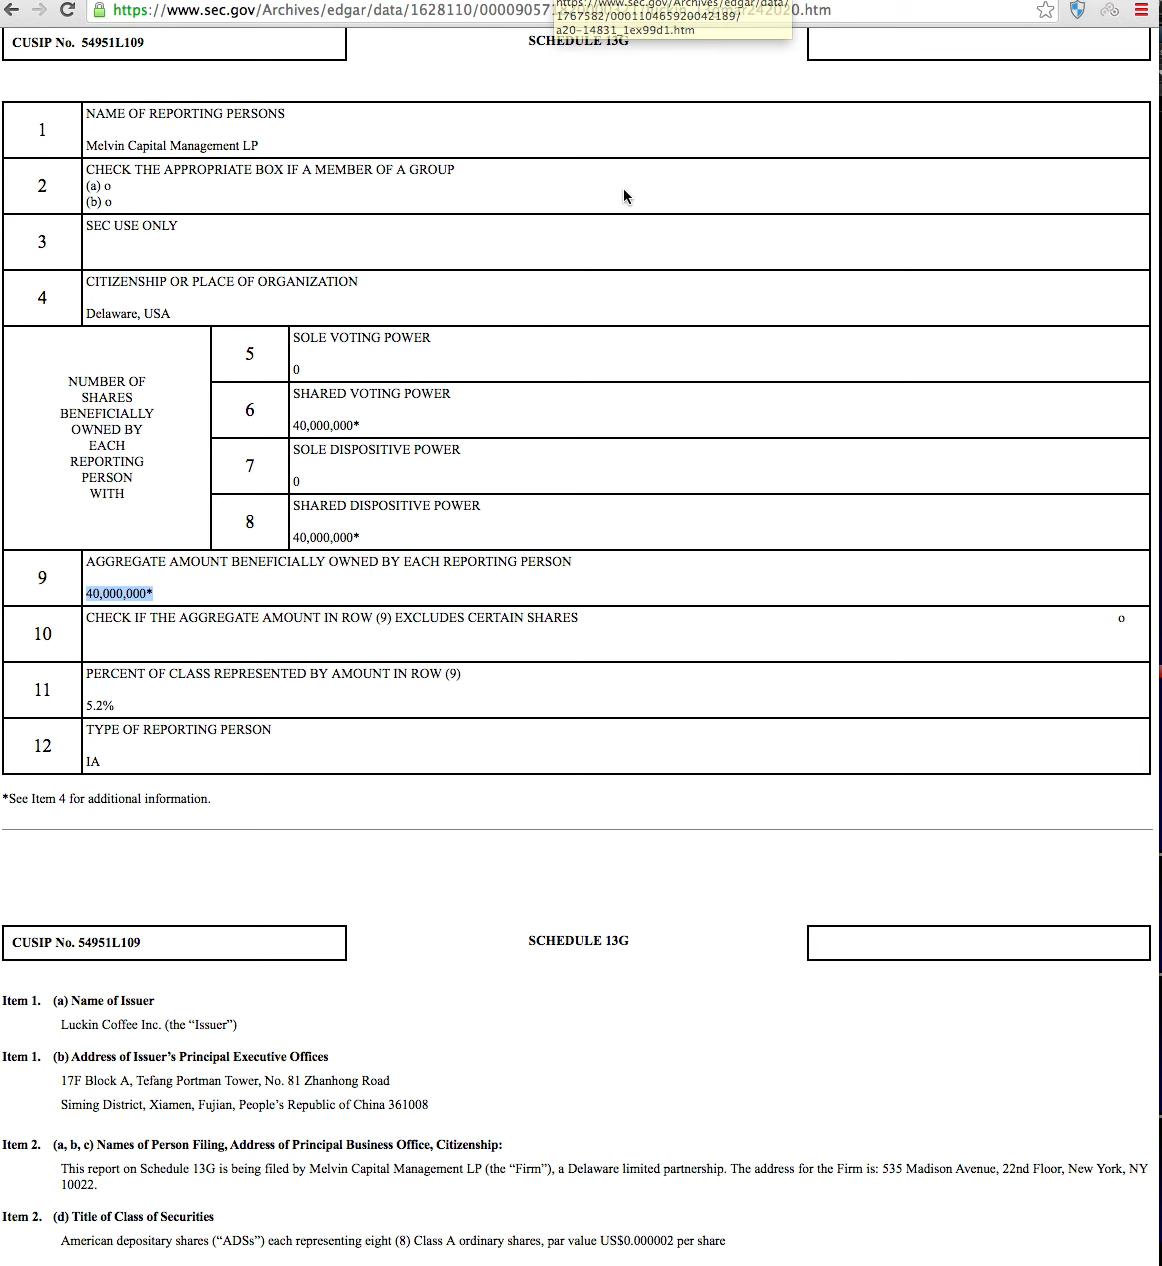 https://www.sec.gov/Archives/edgar/data/1628110/00009057
0.htm
https://www.sec.gov/Archives/edgar/data/
1767582/000110465920042189/
a20-14831_1ex99d1.htm
CUSIP No. 54951L109
SCHEDULE 13G
1
NAME OF REPORTING PERSONS
Melvin Capital Management LP
2
CHECK THE APPROPRIATE BOX IF A MEMBER OF A GROUP
(a) o
(b) o
3
SEC USE ONLY
4
CITIZENSHIP OR PLACE OF ORGANIZATION
Delaware, USA
NUMBER OF
SHARES
BENEFICIALLY
OWNED BY
EACH
REPORTING
PERSON
WITH
5
SOLE VOTING POWER
0
6
SHARED VOTING POWER
40,000,000*
7
SOLE DISPOSITIVE POWER
0
8
SHARED DISPOSITIVE POWER
40,000,000*
9
AGGREGATE AMOUNT BENEFICIALLY OWNED BY EACH REPORTING PERSON
40,000,000*
10
CHECK IF THE AGGREGATE AMOUNT IN ROW (9) EXCLUDES CERTAIN SHARES o
11
PERCENT OF CLASS REPRESENTED BY AMOUNT IN ROW (9)
5.2%
12
TYPE OF REPORTING PERSON
IA
*See Item 4 for additional information.
CUSIP No. 54951L109
SCHEDULE 13G
Item 1. (a) Name of Issuer
Luckin Coffee Inc. (the “Issuer”)
Item 1. (b) Address of Issuer’s Principal Executive Offices
17F Block A, Tefang Portman Tower, No. 81 Zhanhong Road
Siming District, Xiamen, Fujian, People’s Republic of China 361008
Item 2. (a, b, c) Names of Person Filing, Address of Principal Business Office, Citizenship:
This report on Schedule 13G is being filed by Melvin Capital Management LP (the “Firm”), a Delaware limited partnership. The address for the Firm is: 535 Madison Avenue, 22nd Floor, New York, NY
10022.
Item 2. (d) Title of Class of Securities
American depositary shares (“ADSs”) each representing eight (8) Class A ordinary shares, par value US$0.000002 per share